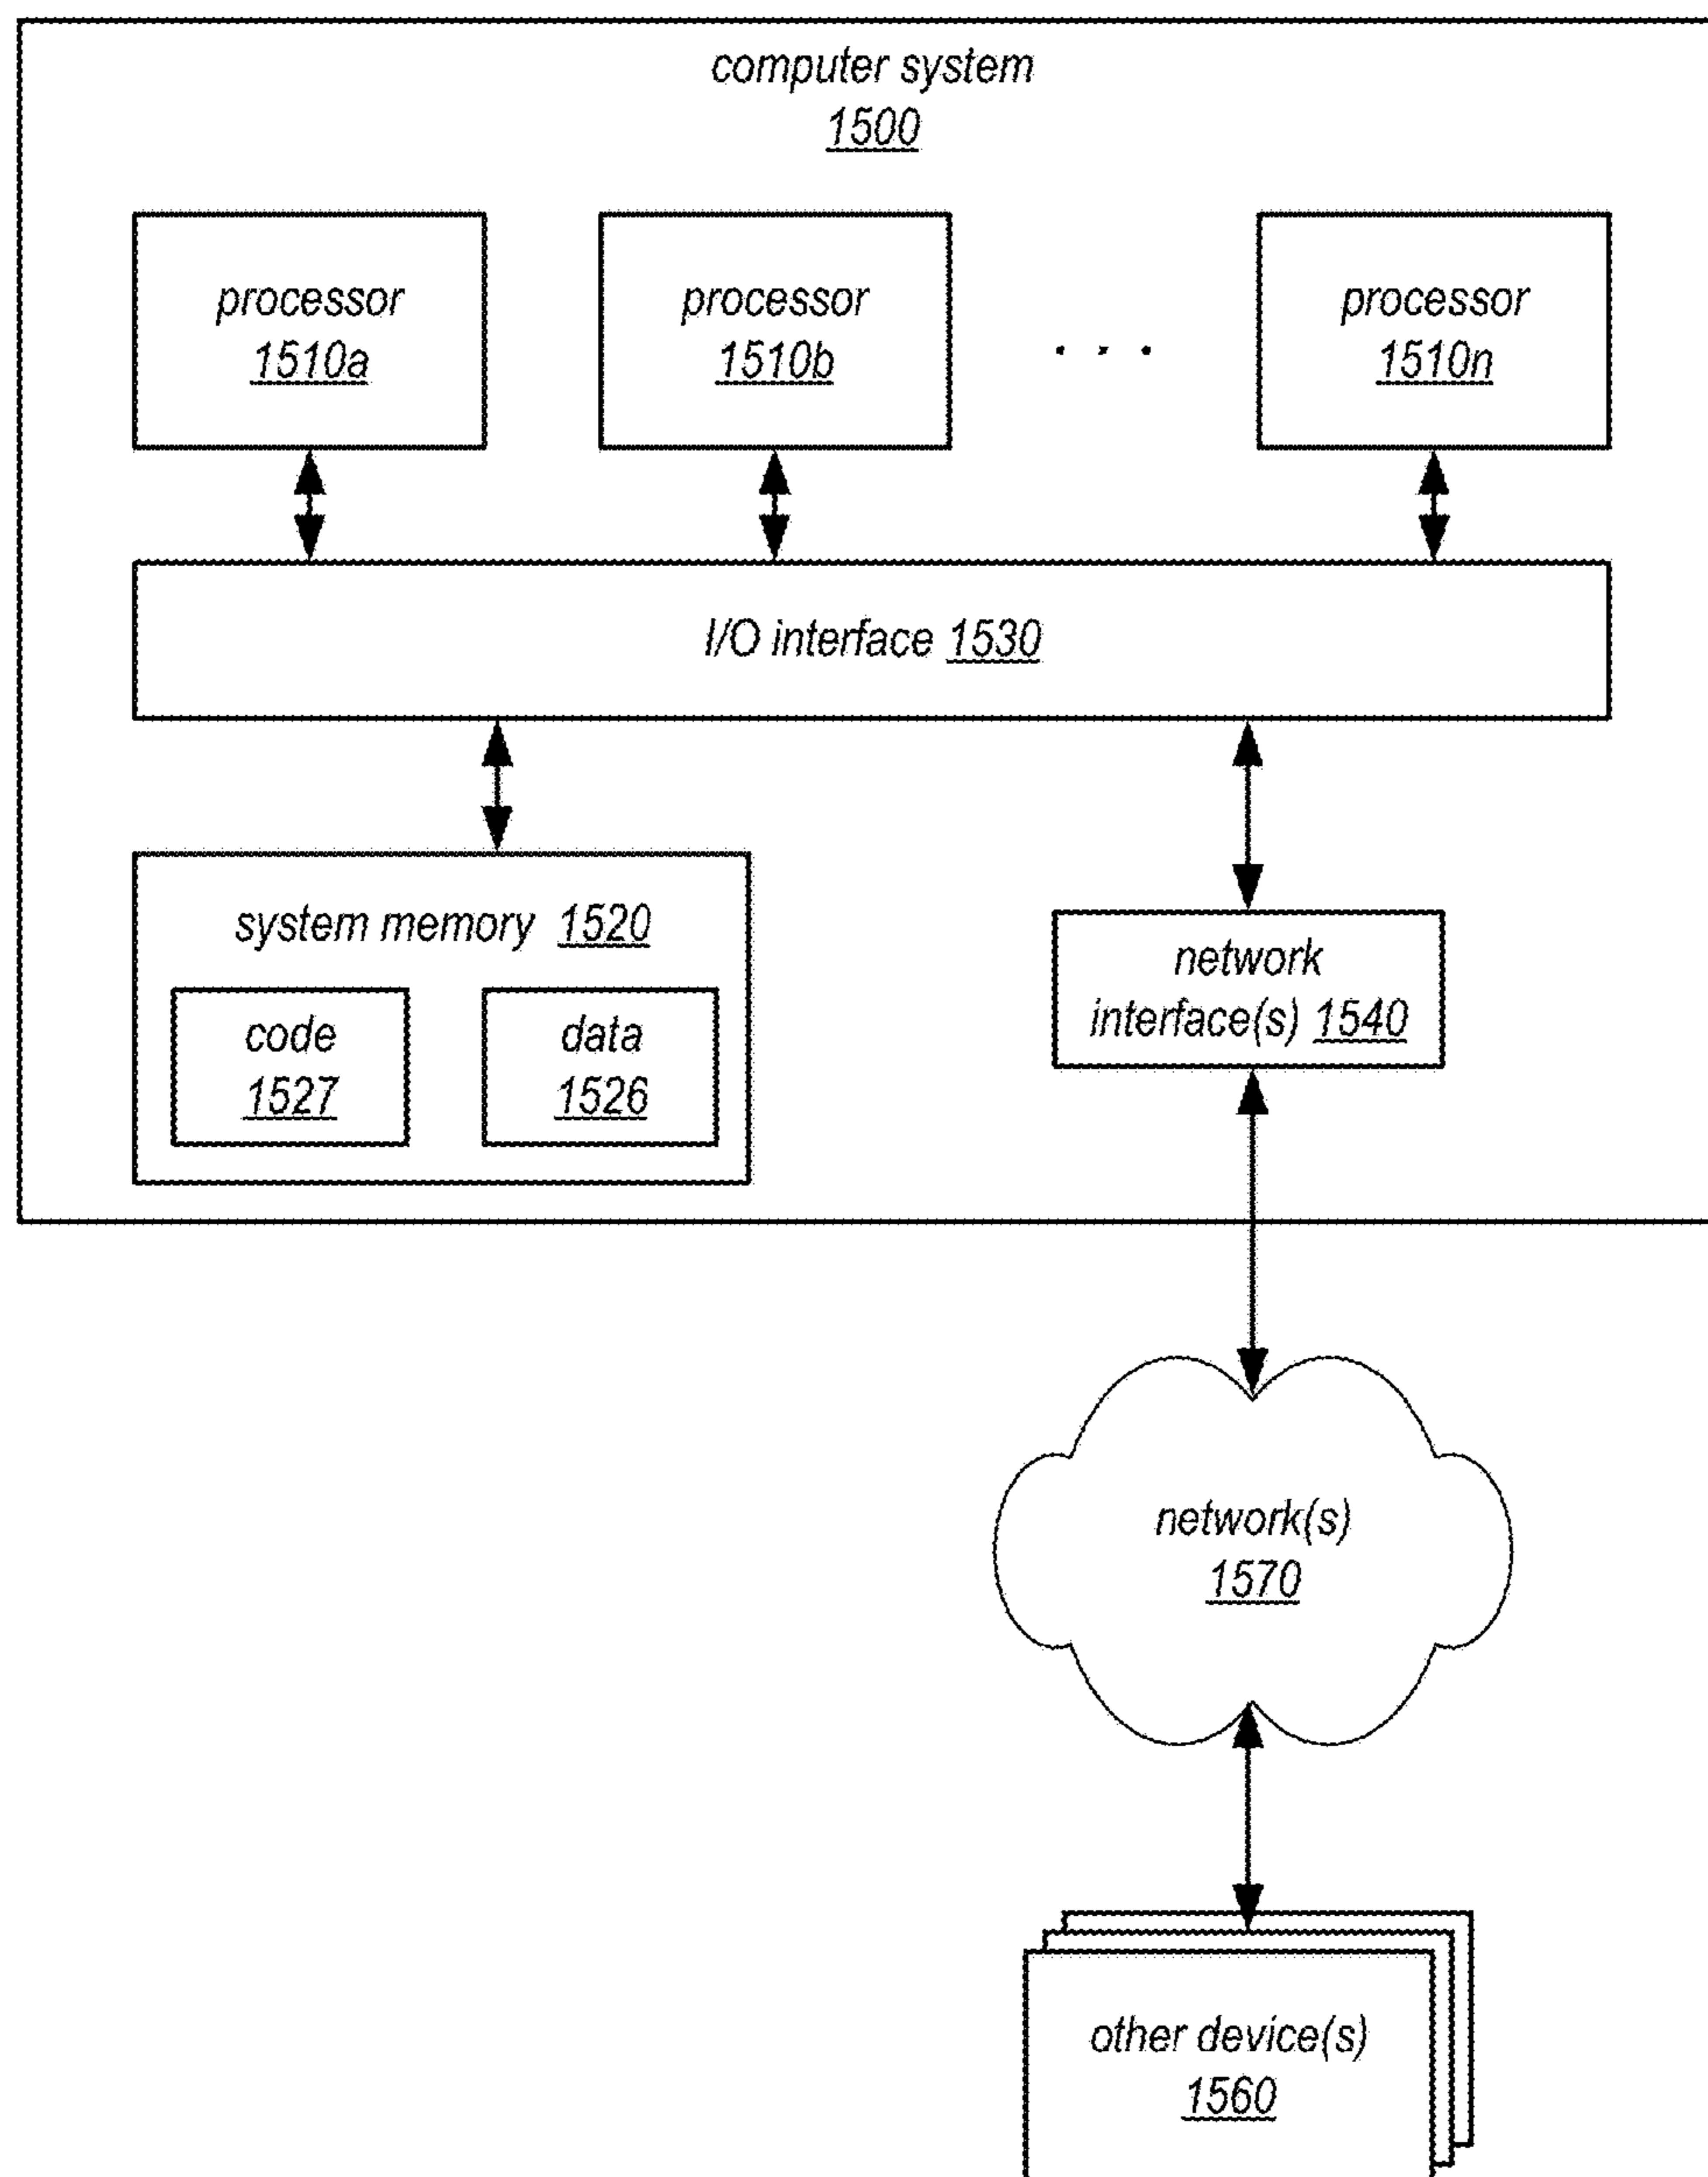 computer system
1500
processor
1510a
processor
1510b
. . .
processor
1510n
I/O interface 1530
system memory 1520
code
1527
data
1526
network
interface(s) 1540
network(s)
1570
other device(s)
1560